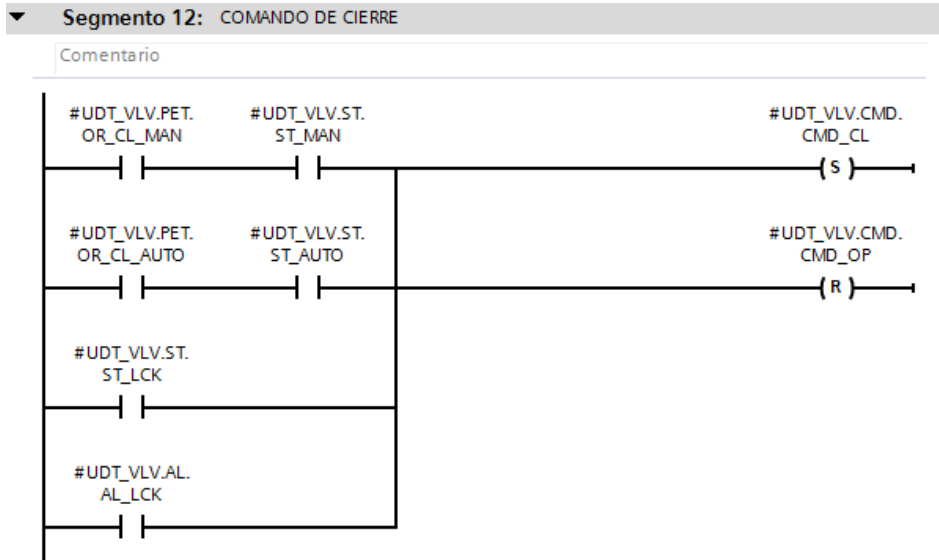 Segmento 12: COMANDO DE CIERRE
Comentario
#UDT_VLV.PET.
OR_CL_MAN
#UDT_VLV.ST.
ST_MAN
#UDT_VLV.CMD.
CMD_CL
S
#UDT_VLV.PET.
OR_CL_AUTO
#UDT_VLV.ST.
ST_AUTO
#UDT_VLV.CMD.
CMD_OP
R
#UDT_VLV.ST.
ST_LCK
#UDT_VLV.AL.
AL_LCK